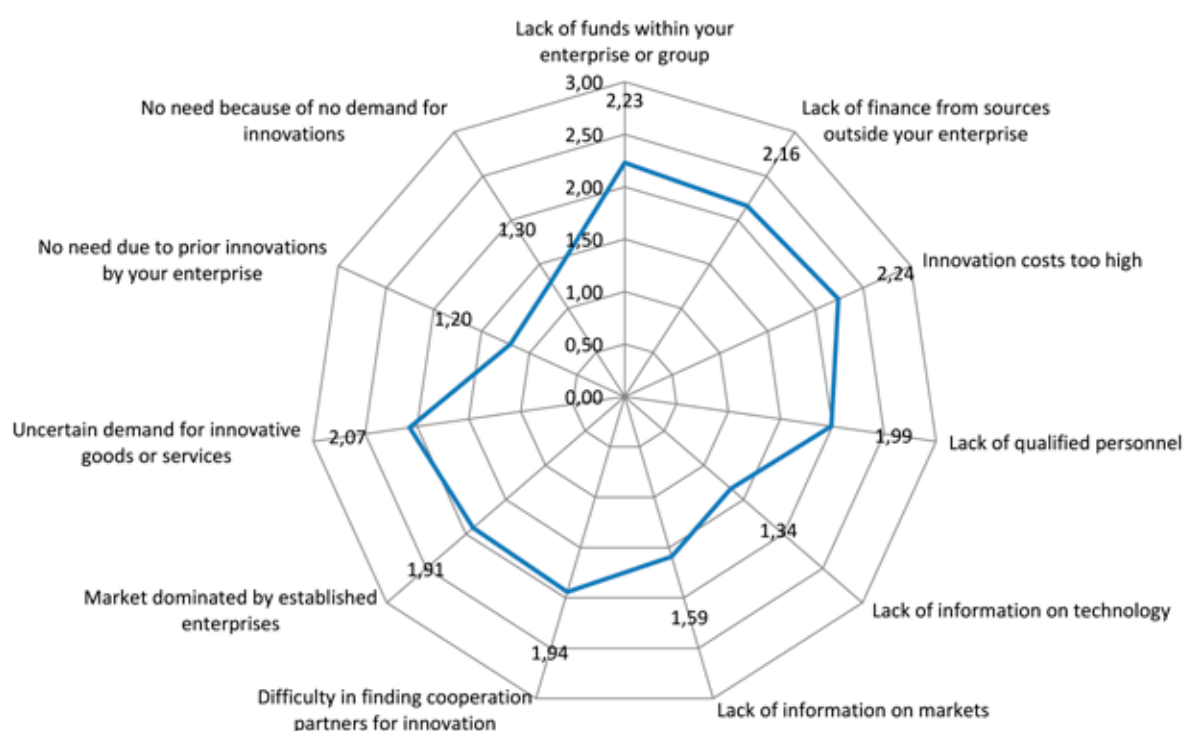 Lack of funds within your
enterprise or group
3,00
2,23
No need because of no demand for
innovations
Lack of finance from sources
outside your enterprise
2,50
2,16
2,00
1,30
1,50
No need due to prior innovations
by your enterprise
Innovation costs too high
2,24
1,00
1,20
0,50
0,00
Uncertain demand for innovative
goods or services
2,07
1,99
Lack of qualified personnel
1,34
1,91
Market dominated by established
enterprises
Lack of information on technology
1,59
1,94
Difficulty in finding cooperation
partners for innovation
Lack of information on markets